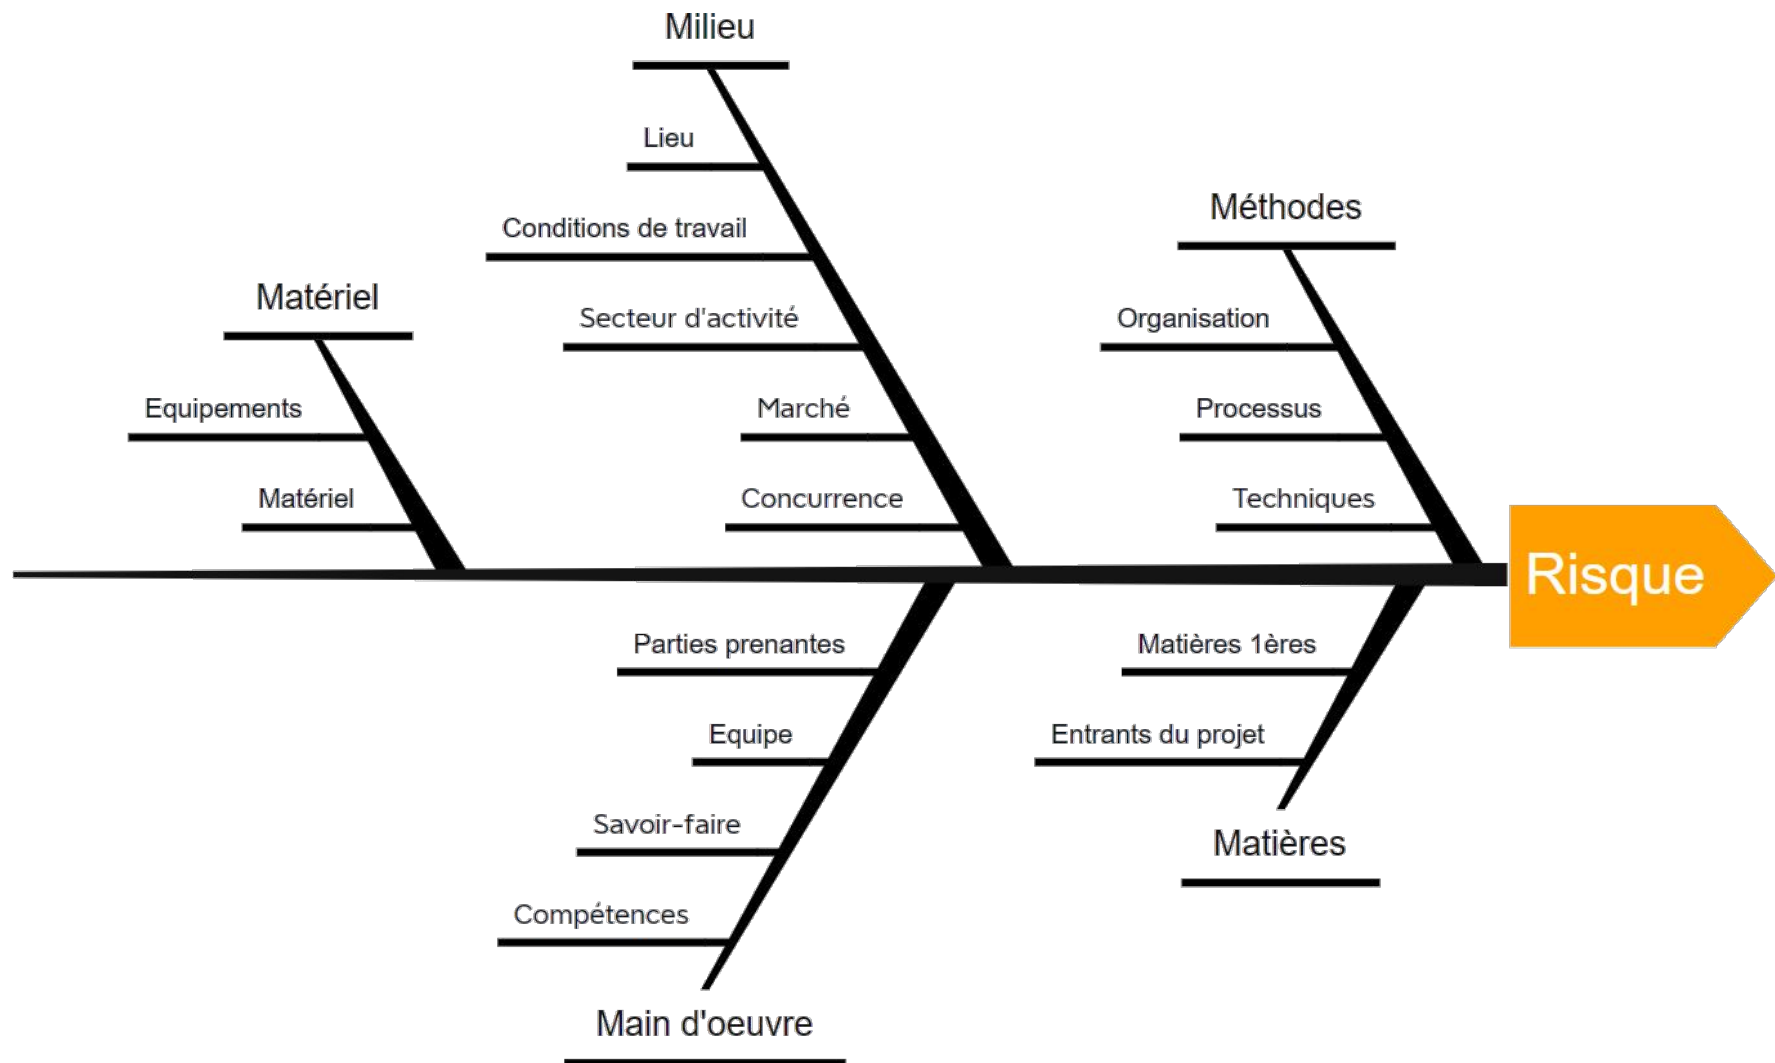 Milieu
Lieu
Conditions de travail
Méthodes
Matériel
Secteur d'activité
Organisation
Equipements
Marché
Processus
Matériel
Concurrence
Techniques
Risque
Parties prenantes
Matières 1ères
Equipe
Entrants du projet
Savoir-faire
Matières
Compétences
Main d'oeuvre